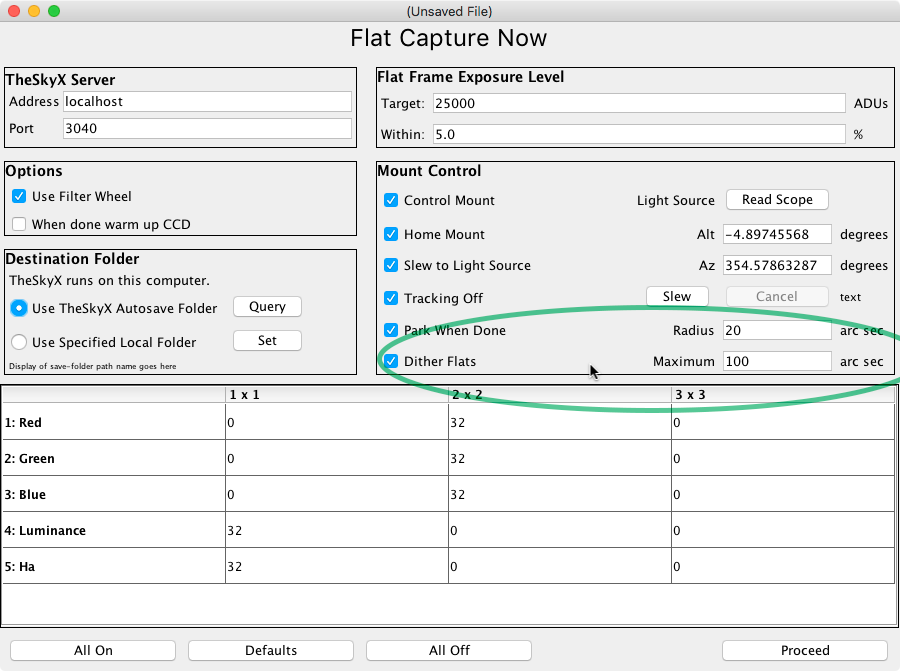 (Unsaved File)
Flat Capture Now
TheSkyX Server
Address localhost
Port 3040
Flat Frame Exposure Level
Target: 25000 ADUs
Within: 5.0 %
Options
Use Filter Wheel
When done warm up CCD
Destination Folder
TheSkyX runs on this computer.
Use TheSkyX Autosave Folder Query
Use Specified Local Folder Set
Display of save-folder path name goes here
Mount Control
Control Mount Light Source Read Scope
Home Mount Alt -4.89745568 degrees
Slew to Light Source Az 354.57863287 degrees
Tracking Off Slew Cancel text
Park When Done Radius 20 arc sec
Dither Flats Maximum 100 arc sec
1 x 1 2 x 2 3 x 3
1: Red 0 32 0
2: Green 0 32 0
3: Blue 0 32 0
4: Luminance 32 0 0
5: Ha 32 0 0
All On Defaults All Off Proceed